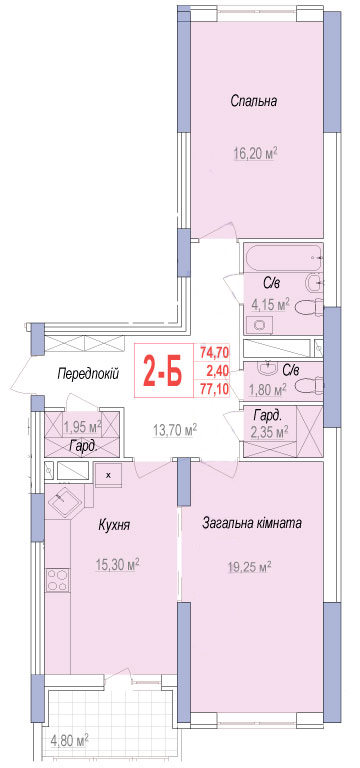 Спальна
16,20 м²
С/в
4,15 м²
2-Б
74,70
2,40
77,10
Передпокій
С/в
1,80 м²
1,95 м²
Гард.
13,70 м²
Гард.
2,35 м²
х
Кухня
15,30 м²
Загальна кімната
19,25 м²
4,80 м²